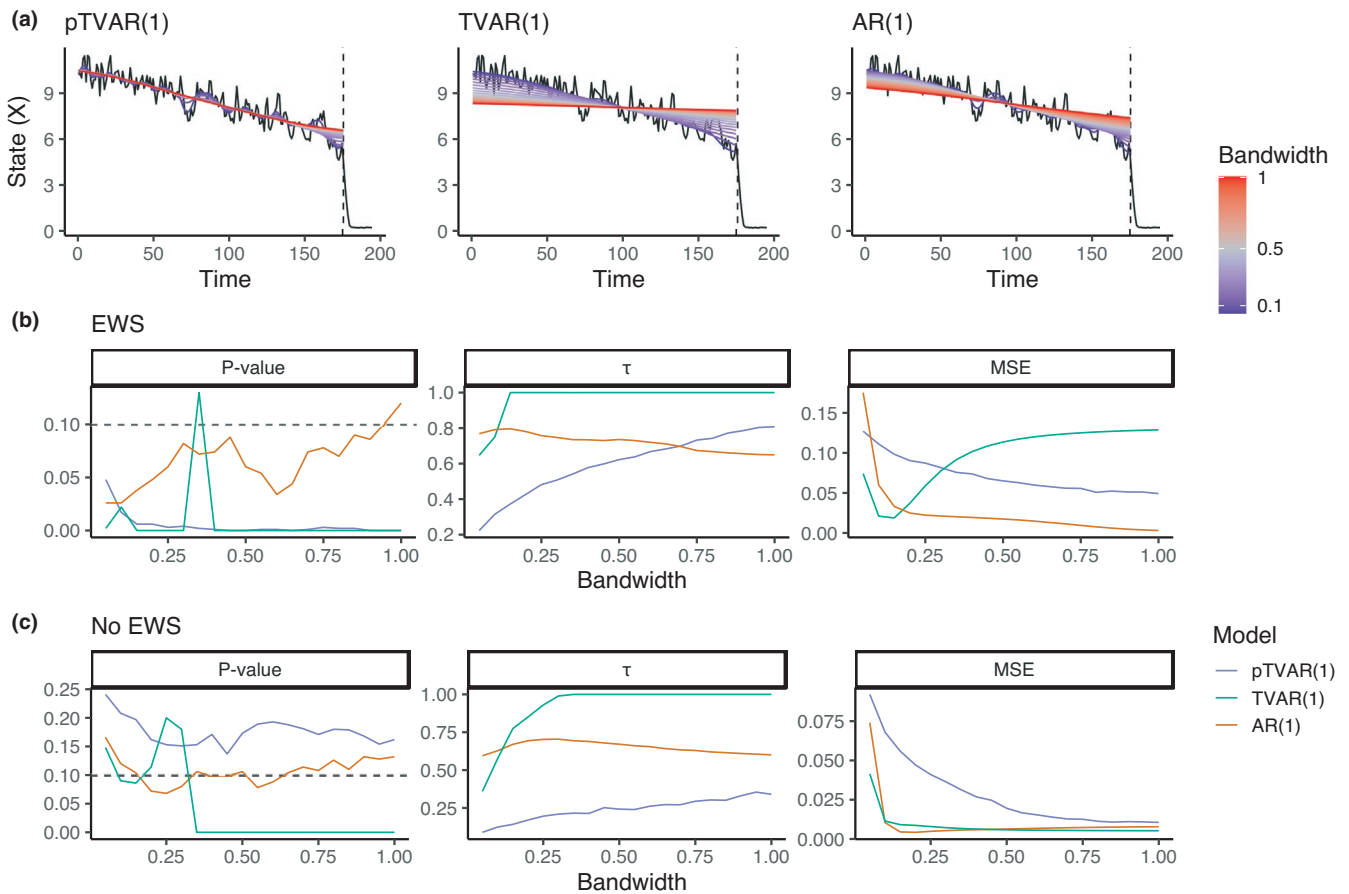 (a) pTVAR(1) TVAR(1) AR(1)
State (X)
9 9 9
6 6 6
3 3 3
0 0 0
0 50 100 150 200 0 50 100 150 200 0 50 100 150 200
Time Time Time
Bandwidth
1
0.5
0.1
(b) EWS
P-value τ MSE
0.10
0.05
0.00
1.0
0.8
0.6
0.4
0.2
0.15
0.10
0.05
0.00
0.25 0.50 0.75 1.00 0.25 0.50 0.75 1.00 0.25 0.50 0.75 1.00
Bandwidth
(c) No EWS
P-value τ MSE
0.25
0.20
0.15
0.10
0.05
0.00
1.00
0.75
0.50
0.25
0.075
0.050
0.025
0.000
0.25 0.50 0.75 1.00 0.25 0.50 0.75 1.00 0.25 0.50 0.75 1.00
Bandwidth
Model
pTVAR(1)
TVAR(1)
AR(1)